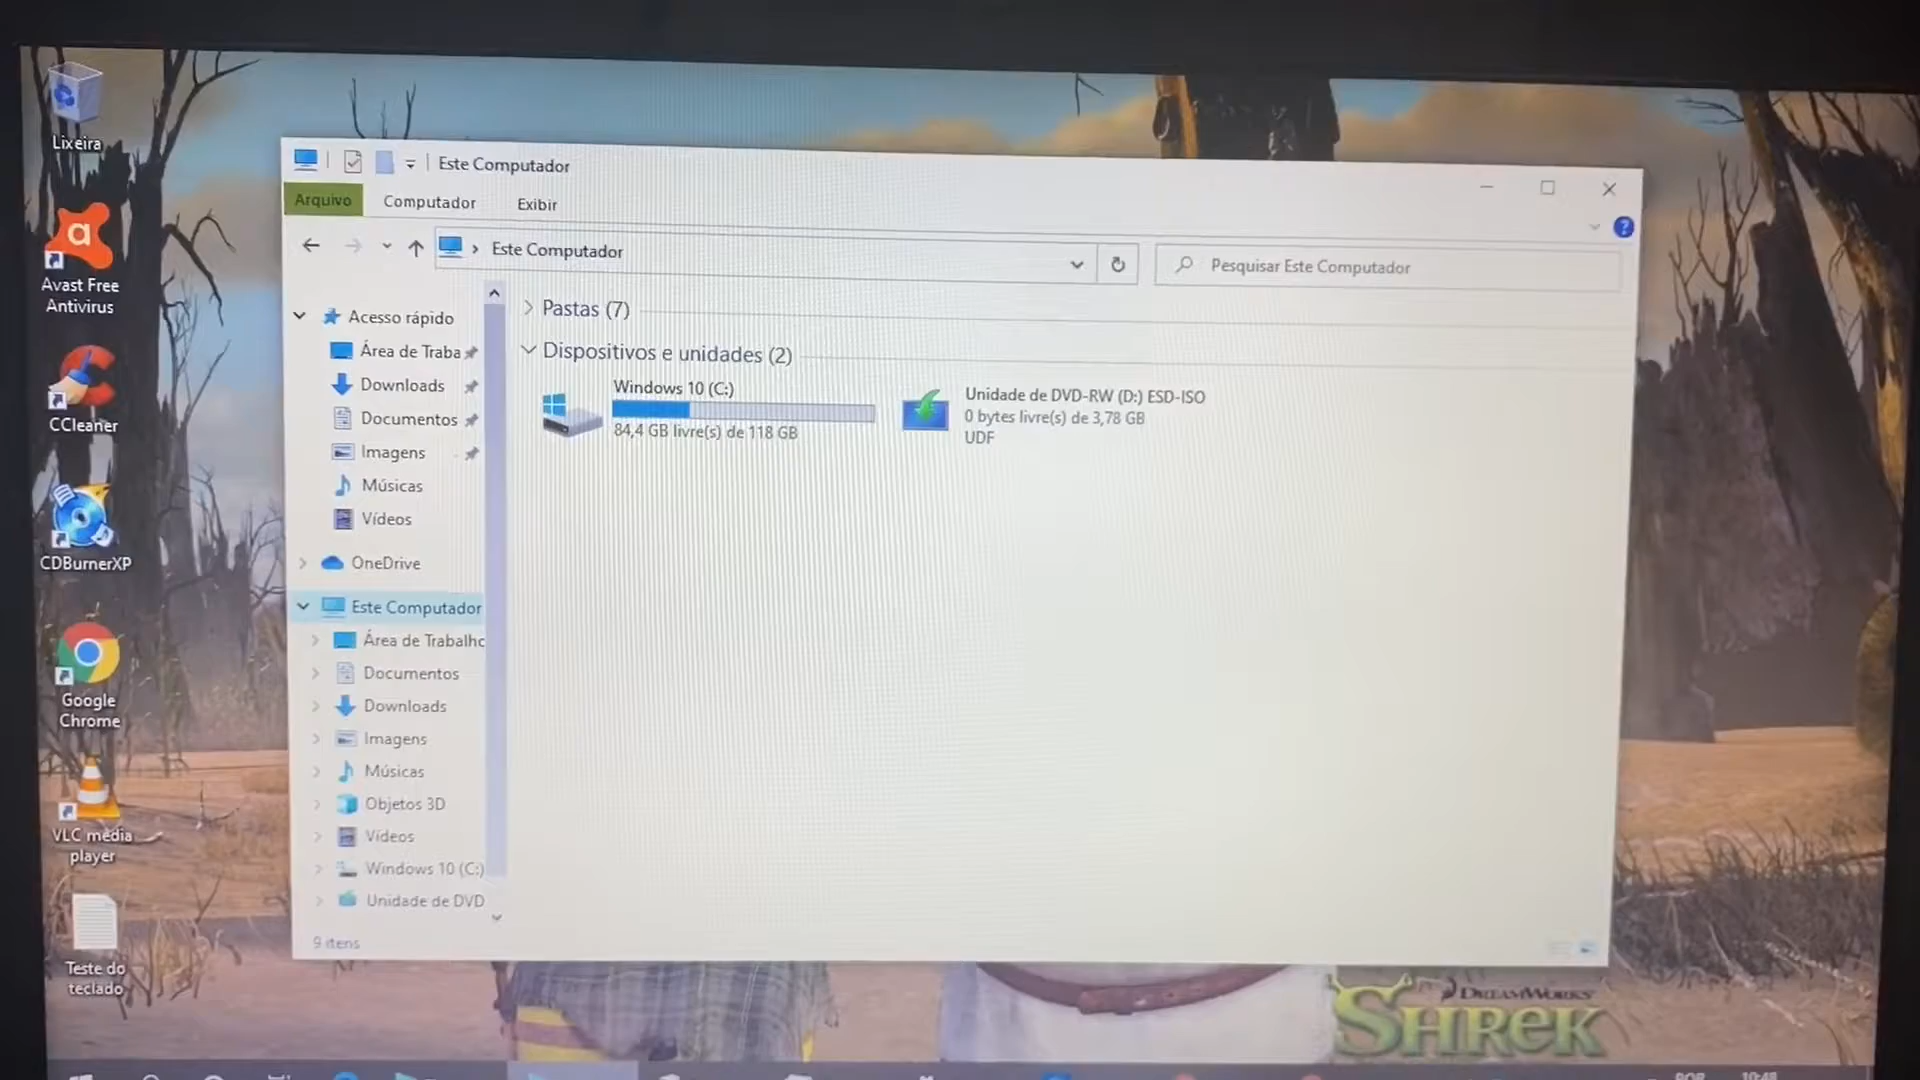 Lixeira
Avast Free
Antivirus
CCleaner
CDBurnerXP
Google
Chrome
VLC media
player
Teste do
teclado
Este Computador
Arquivo
Computador
Exibir
Este Computador
Pesquisar Este Computador
Acesso rápido
Área de Traba
Downloads
Documentos
Imagens
Músicas
Vídeos
OneDrive
Este Computador
Área de Trabalho
Documentos
Downloads
Imagens
Músicas
Objetos 3D
Vídeos
Windows 10 (C:)
Unidade de DVD
9 itens
Pastas (7)
Dispositivos e unidades (2)
Windows 10 (C:)
84,4 GB livre(s) de 118 GB
Unidade de DVD-RW (D:) ESD-ISO
0 bytes livre(s) de 3,78 GB
UDF
DREAMWORKS
SHREK
POR
10:48